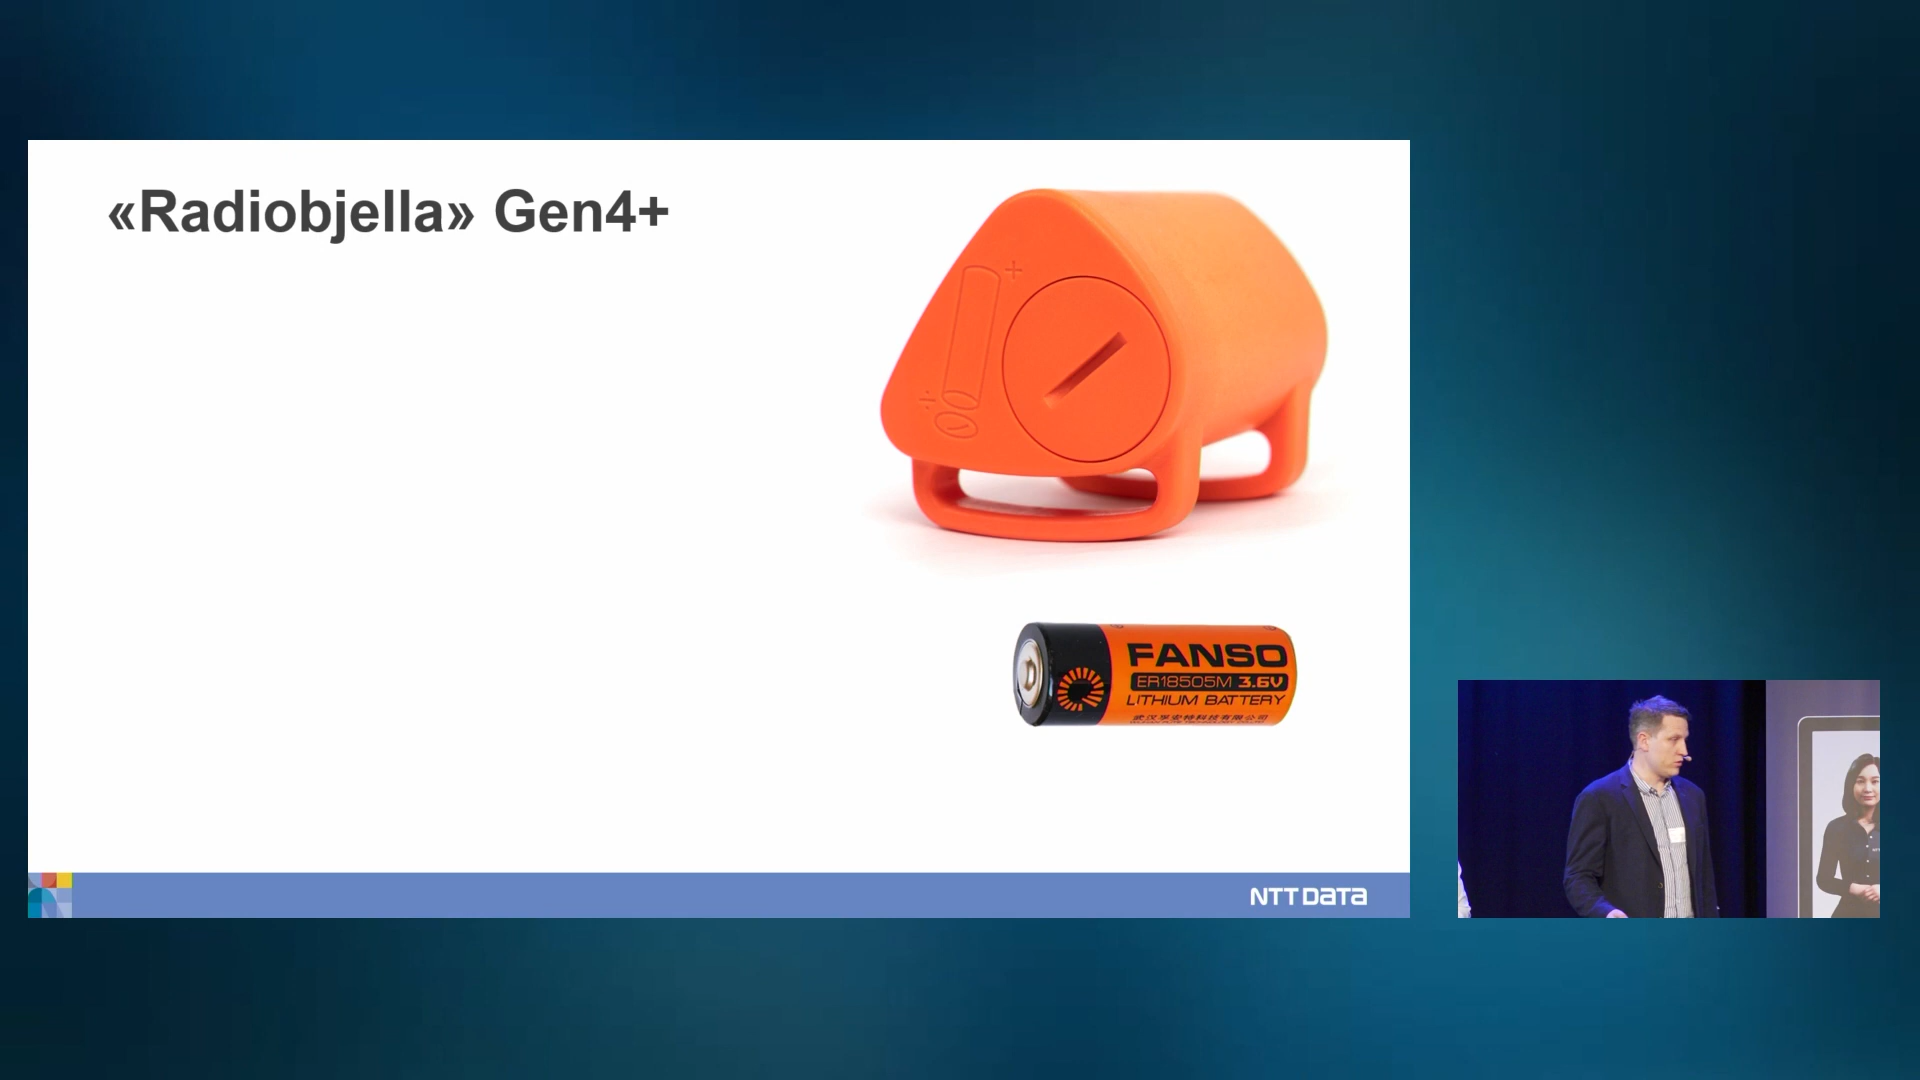 «Radiobjella» Gen4+
FANSO
ER18505M 3.6V
LITHIUM BATTERY
NTT DATA